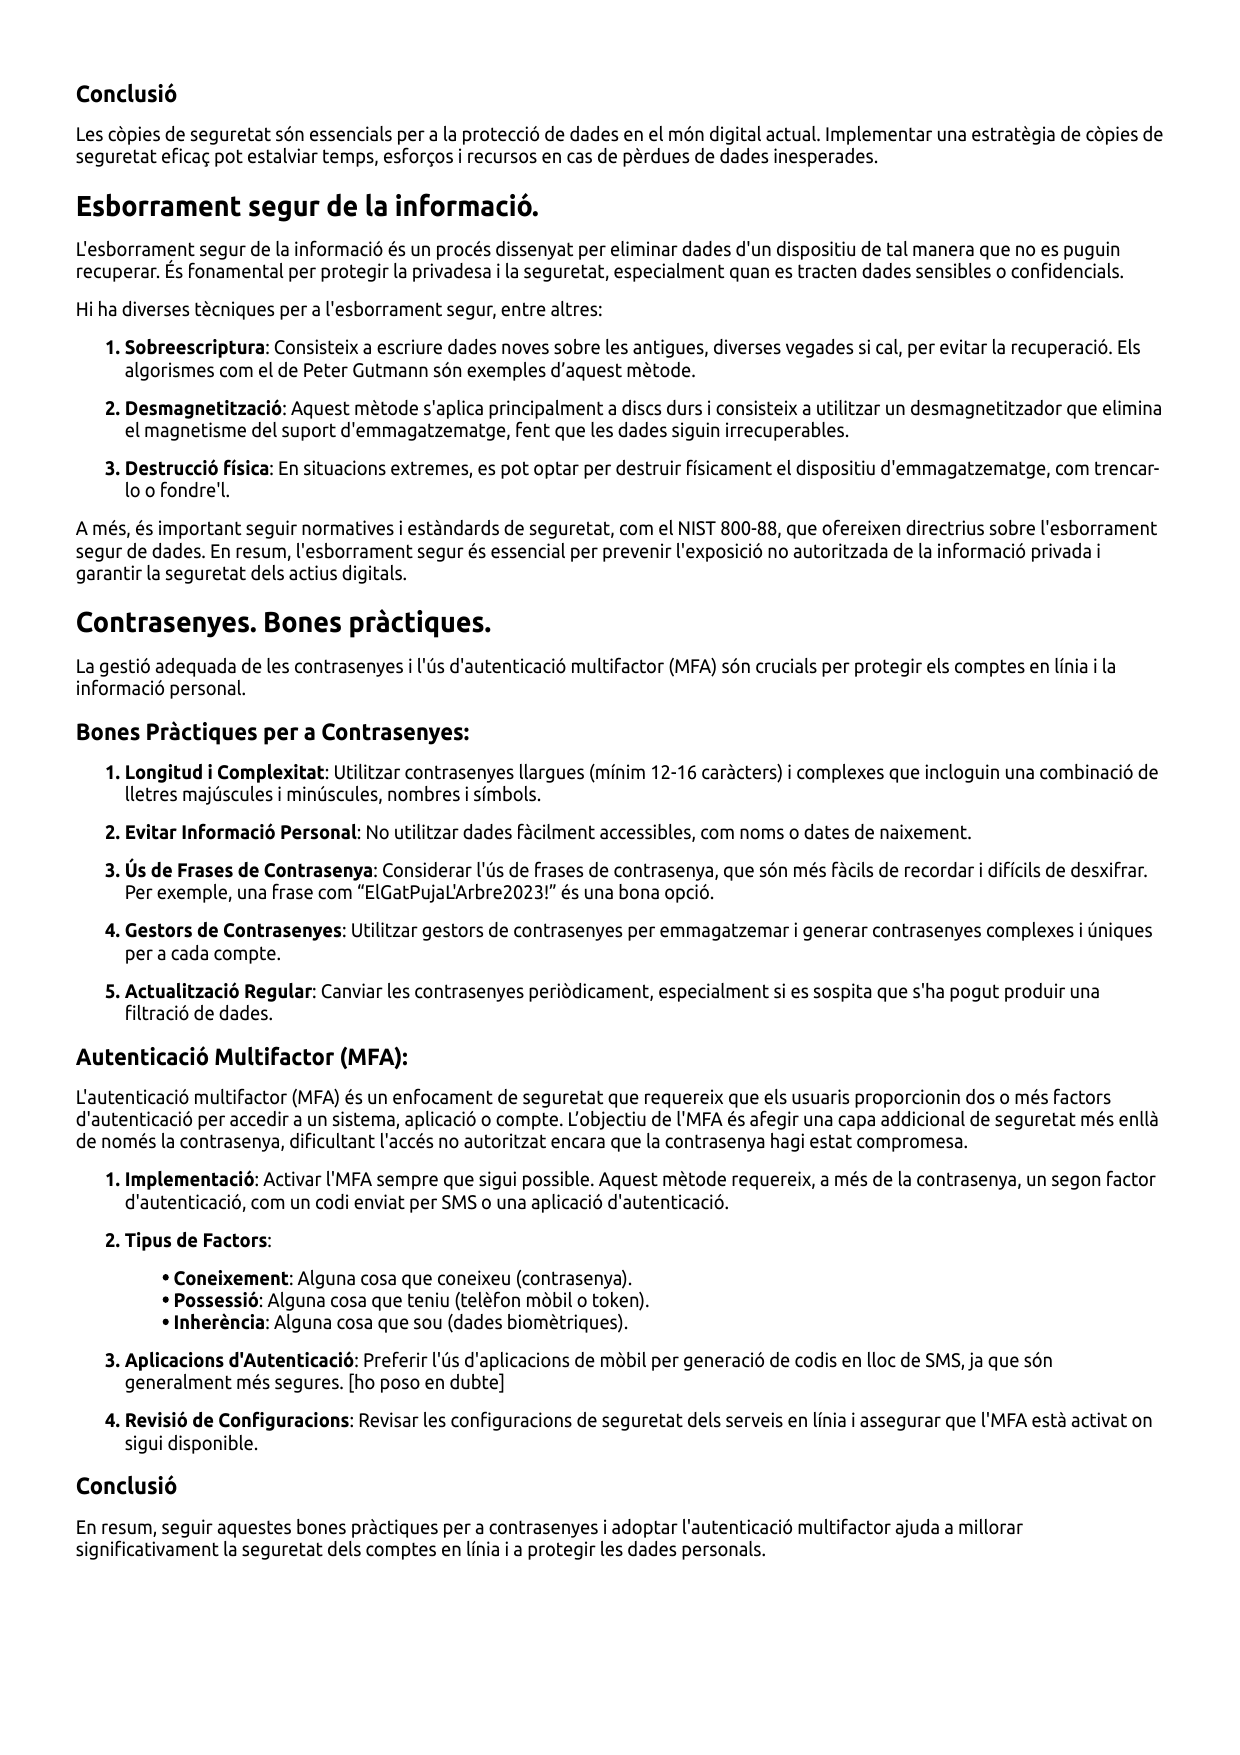 Conclusió
Les còpies de seguretat són essencials per a la protecció de dades en el món digital actual. Implementar una estratègia de còpies de
seguretat eficaç pot estalviar temps, esforços i recursos en cas de pèrdues de dades inesperades.
Esborrament segur de la informació.
L'esborrament segur de la informació és un procés dissenyat per eliminar dades d'un dispositiu de tal manera que no es puguin
recuperar. És fonamental per protegir la privadesa i la seguretat, especialment quan es tracten dades sensibles o confidencials.
Hi ha diverses tècniques per a l'esborrament segur, entre altres:
1. Sobreescriptura: Consisteix a escriure dades noves sobre les antigues, diverses vegades si cal, per evitar la recuperació. Els
algorismes com el de Peter Gutmann són exemples d’aquest mètode.
2. Desmagnetització: Aquest mètode s'aplica principalment a discs durs i consisteix a utilitzar un desmagnetitzador que elimina
el magnetisme del suport d'emmagatzematge, fent que les dades siguin irrecuperables.
3. Destrucció física: En situacions extremes, es pot optar per destruir físicament el dispositiu d'emmagatzematge, com trencar-
lo o fondre'l.
A més, és important seguir normatives i estàndards de seguretat, com el NIST 800-88, que ofereixen directrius sobre l'esborrament
segur de dades. En resum, l'esborrament segur és essencial per prevenir l'exposició no autoritzada de la informació privada i
garantir la seguretat dels actius digitals.
Contrasenyes. Bones pràctiques.
La gestió adequada de les contrasenyes i l'ús d'autenticació multifactor (MFA) són crucials per protegir els comptes en línia i la
informació personal.
Bones Pràctiques per a Contrasenyes:
1. Longitud i Complexitat: Utilitzar contrasenyes llargues (mínim 12-16 caràcters) i complexes que incloguin una combinació de
lletres majúscules i minúscules, nombres i símbols.
2. Evitar Informació Personal: No utilitzar dades fàcilment accessibles, com noms o dates de naixement.
3. Ús de Frases de Contrasenya: Considerar l'ús de frases de contrasenya, que són més fàcils de recordar i difícils de desxifrar.
Per exemple, una frase com “ElGatPujaL'Arbre2023!” és una bona opció.
4. Gestors de Contrasenyes: Utilitzar gestors de contrasenyes per emmagatzemar i generar contrasenyes complexes i úniques
per a cada compte.
5. Actualització Regular: Canviar les contrasenyes periòdicament, especialment si es sospita que s'ha pogut produir una
filtració de dades.
Autenticació Multifactor (MFA):
L'autenticació multifactor (MFA) és un enfocament de seguretat que requereix que els usuaris proporcionin dos o més factors
d'autenticació per accedir a un sistema, aplicació o compte. L’objectiu de l'MFA és afegir una capa addicional de seguretat més enllà
de només la contrasenya, dificultant l'accés no autoritzat encara que la contrasenya hagi estat compromesa.
1. Implementació: Activar l'MFA sempre que sigui possible. Aquest mètode requereix, a més de la contrasenya, un segon factor
d'autenticació, com un codi enviat per SMS o una aplicació d'autenticació.
2. Tipus de Factors:
• Coneixement: Alguna cosa que coneixeu (contrasenya).
• Possessió: Alguna cosa que teniu (telèfon mòbil o token).
• Inherència: Alguna cosa que sou (dades biomètriques).
3. Aplicacions d'Autenticació: Preferir l'ús d'aplicacions de mòbil per generació de codis en lloc de SMS, ja que són
generalment més segures. [ho poso en dubte]
4. Revisió de Configuracions: Revisar les configuracions de seguretat dels serveis en línia i assegurar que l'MFA està activat on
sigui disponible.
Conclusió
En resum, seguir aquestes bones pràctiques per a contrasenyes i adoptar l'autenticació multifactor ajuda a millorar
significativament la seguretat dels comptes en línia i a protegir les dades personals.